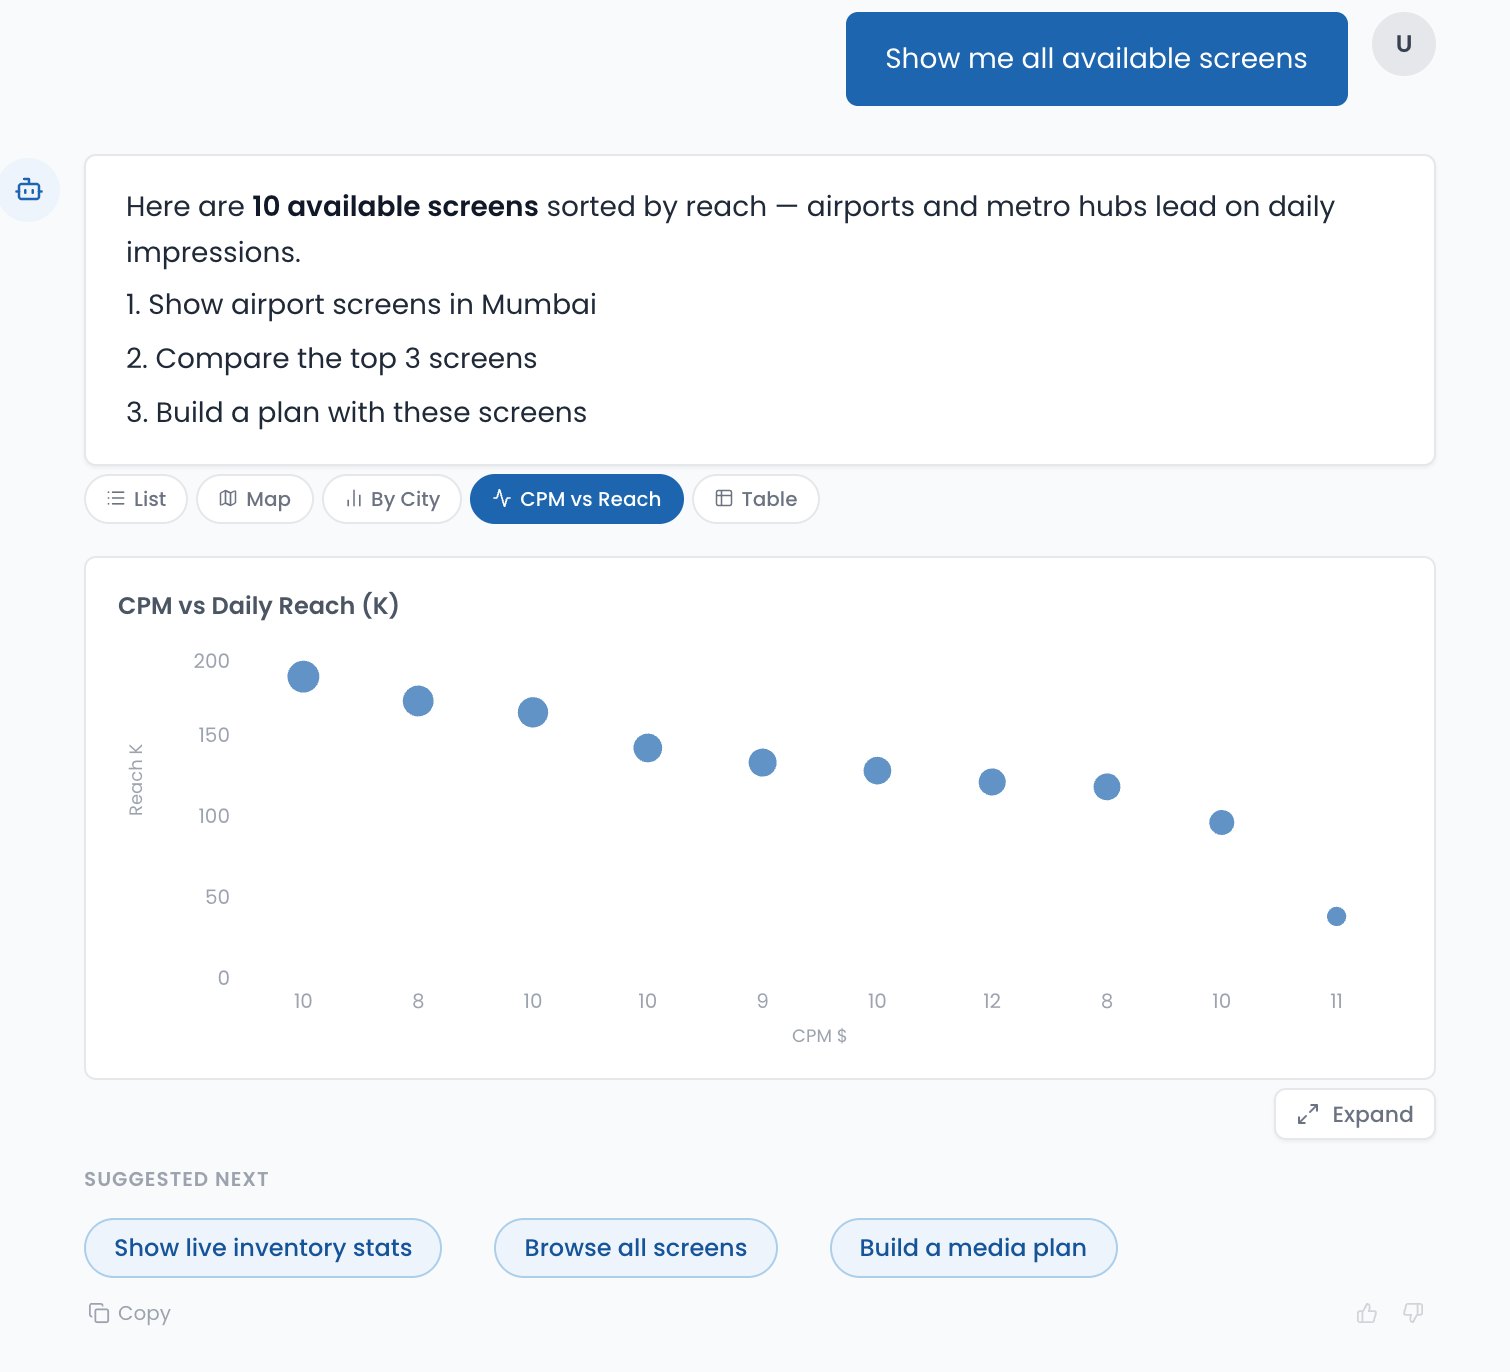 Show me all available screens
U
Here are 10 available screens sorted by reach — airports and metro hubs lead on daily
impressions.
1. Show airport screens in Mumbai
2. Compare the top 3 screens
3. Build a plan with these screens
List
Map
By City
CPM vs Reach
Table
CPM vs Daily Reach (K)
200
150
100
50
0
Reach K
10 8 10 10 9 10 12 8 10 11
CPM $
Expand
SUGGESTED NEXT
Show live inventory stats
Browse all screens
Build a media plan
Copy